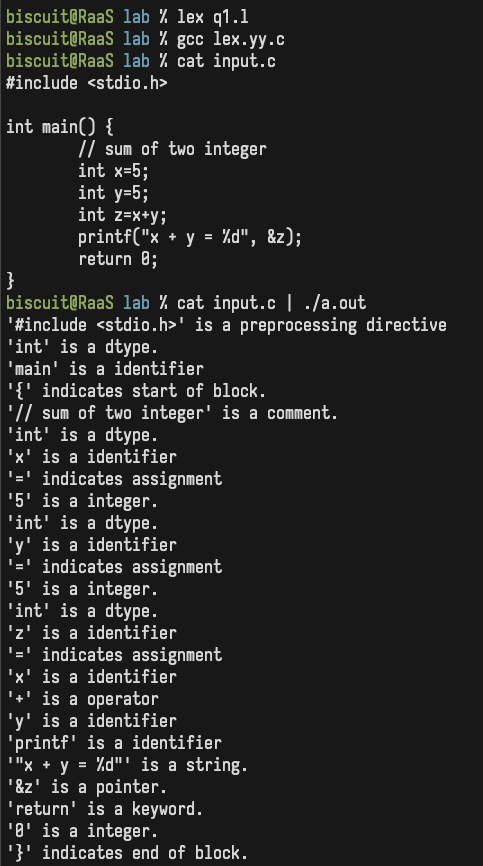 biscuit@RaaS lab % lex q1.l
biscuit@RaaS lab % gcc lex.yy.c
biscuit@RaaS lab % cat input.c
#include <stdio.h>

int main() {
        // sum of two integer
        int x=5;
        int y=5;
        int z=x+y;
        printf("x + y = %d", &z);
        return 0;
}
biscuit@RaaS lab % cat input.c | ./a.out
'#include <stdio.h>' is a preprocessing directive
'int' is a dtype.
'main' is a identifier
'{' indicates start of block.
'// sum of two integer' is a comment.
'int' is a dtype.
'x' is a identifier
'=' indicates assignment
'5' is a integer.
'int' is a dtype.
'y' is a identifier
'=' indicates assignment
'5' is a integer.
'int' is a dtype.
'z' is a identifier
'=' indicates assignment
'x' is a identifier
'+' is a operator
'y' is a identifier
'printf' is a identifier
'"x + y = %d"' is a string.
'&z' is a pointer.
'return' is a keyword.
'0' is a integer.
'}' indicates end of block.